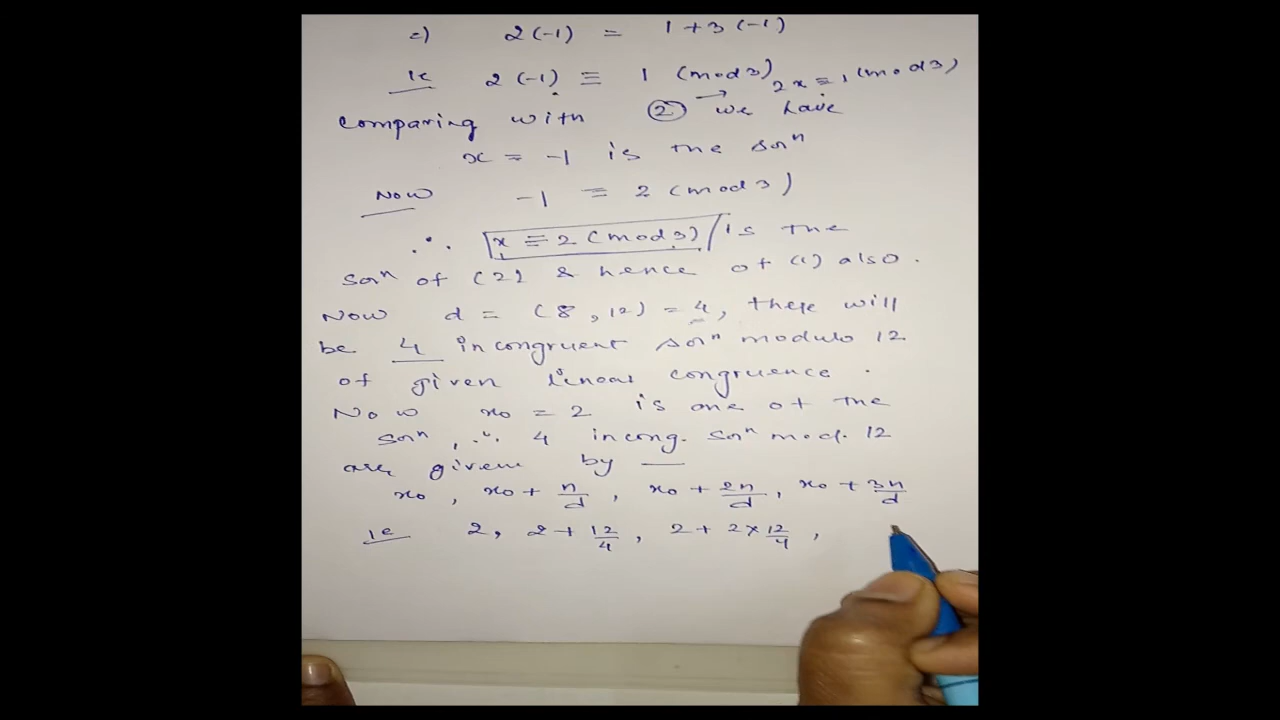 =) 2(-1) = 1+3(-1)
ie 2(-1) ≡ 1 (mod 3) 2x ≡ 1 (mod 3)
comparing with (2) → we have
x = -1 is the solⁿ
Now -1 ≡ 2 (mod 3)
∴ x ≡ 2 (mod 3) is the
solⁿ of (2) & hence of (1) also.
Now d = (8,12) = 4, there will
be 4 incongruent solⁿ modulo 12
of given linear congruence.
Now x₀ = 2 is one of the
solⁿ, ∴ 4 incong. solⁿ mod. 12
are given by —
x₀, x₀ + n/d, x₀ + 2n/d, x₀ + 3n/d
ie 2, 2 + 12/4, 2 + 2×12/4,